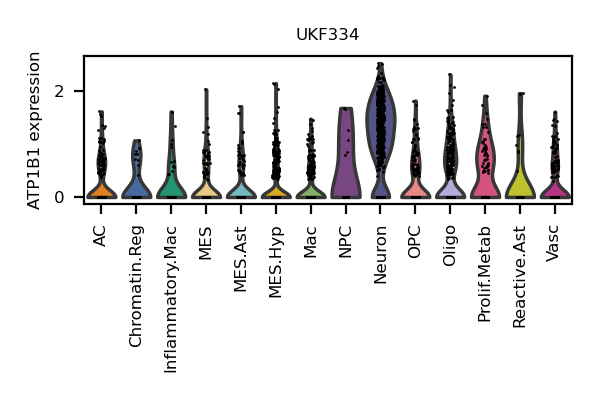 UKF334
ATP1B1 expression
2
0
AC
Chromatin.Reg
Inflammatory.Mac
MES
MES.Ast
MES.Hyp
Mac
NPC
Neuron
OPC
Oligo
Prolif.Metab
Reactive.Ast
Vasc